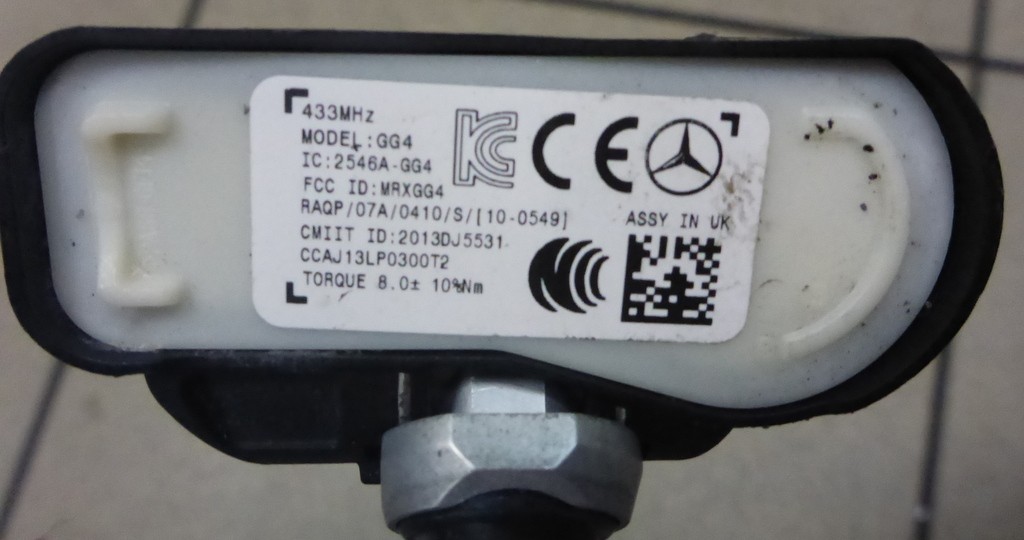 433MHz
MODEL:GG4
IC:2546A-GG4
FCC ID:MRXGG4
RAQP/07A/0410/S/[10-0549]
CMIIT ID:2013DJ5531
CCAJ13LP0300T2
TORQUE 8.0± 10%Nm
CE
ASSY IN UK